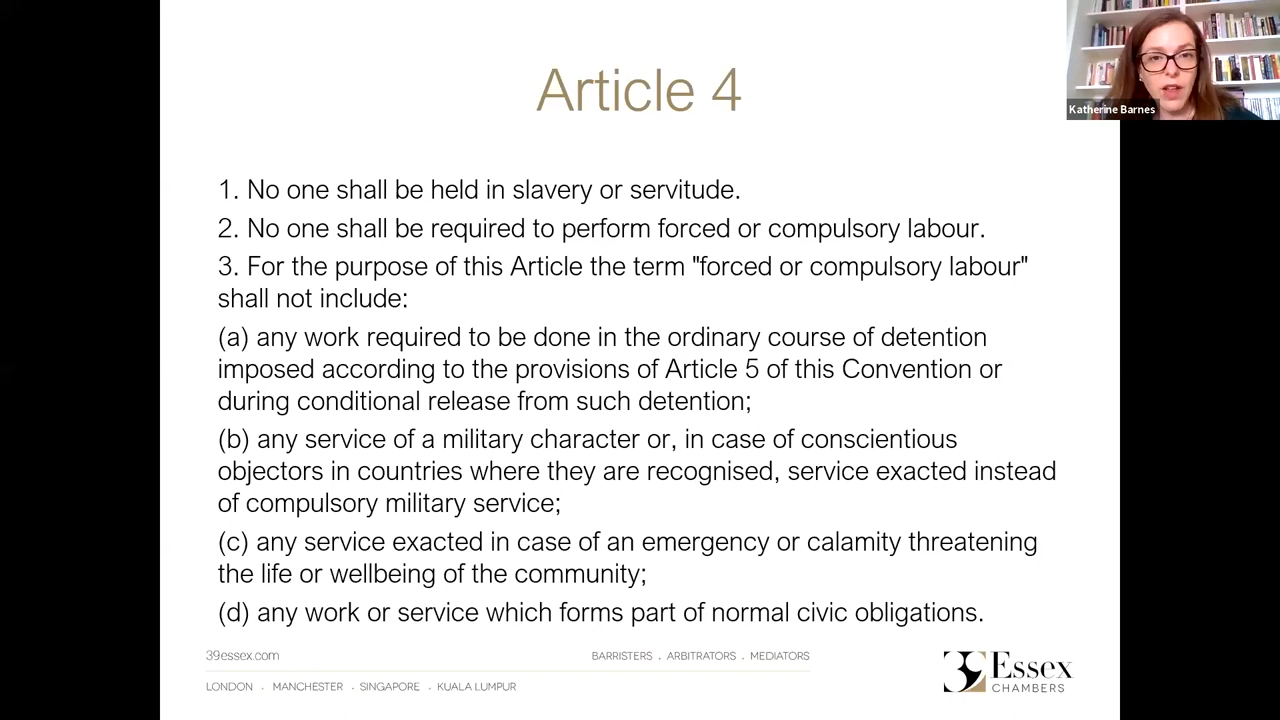 Article 4
Katherine Barnes
1. No one shall be held in slavery or servitude.
2. No one shall be required to perform forced or compulsory labour.
3. For the purpose of this Article the term "forced or compulsory labour"
shall not include:
(a) any work required to be done in the ordinary course of detention
imposed according to the provisions of Article 5 of this Convention or
during conditional release from such detention;
(b) any service of a military character or, in case of conscientious
objectors in countries where they are recognised, service exacted instead
of compulsory military service;
(c) any service exacted in case of an emergency or calamity threatening
the life or wellbeing of the community;
(d) any work or service which forms part of normal civic obligations.
39essex.com
BARRISTERS . ARBITRATORS . MEDIATORS
LONDON . MANCHESTER . SINGAPORE . KUALA LUMPUR
39 Essex
CHAMBERS